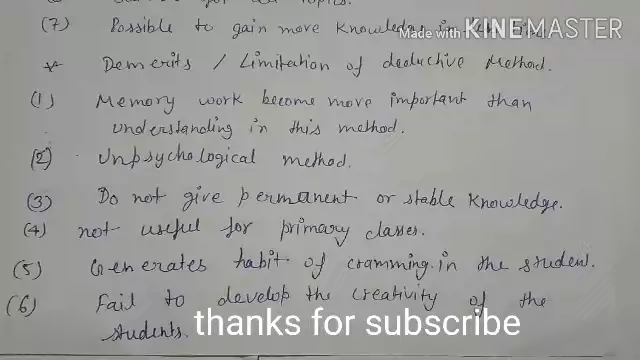 (7) Possible to gain more knowledge in
Made with KINEMASTER
* Demerits / Limitation of deductive Method.
(1) Memory work become more important than
understanding in this method.
(2) Unpsychological method.
(3) Do not give permanent or stable knowledge.
(4) not useful for primary classes.
(5) Generates habit of cramming in the student.
(6) Fail to develop the creativity of the
students.
thanks for subscribe